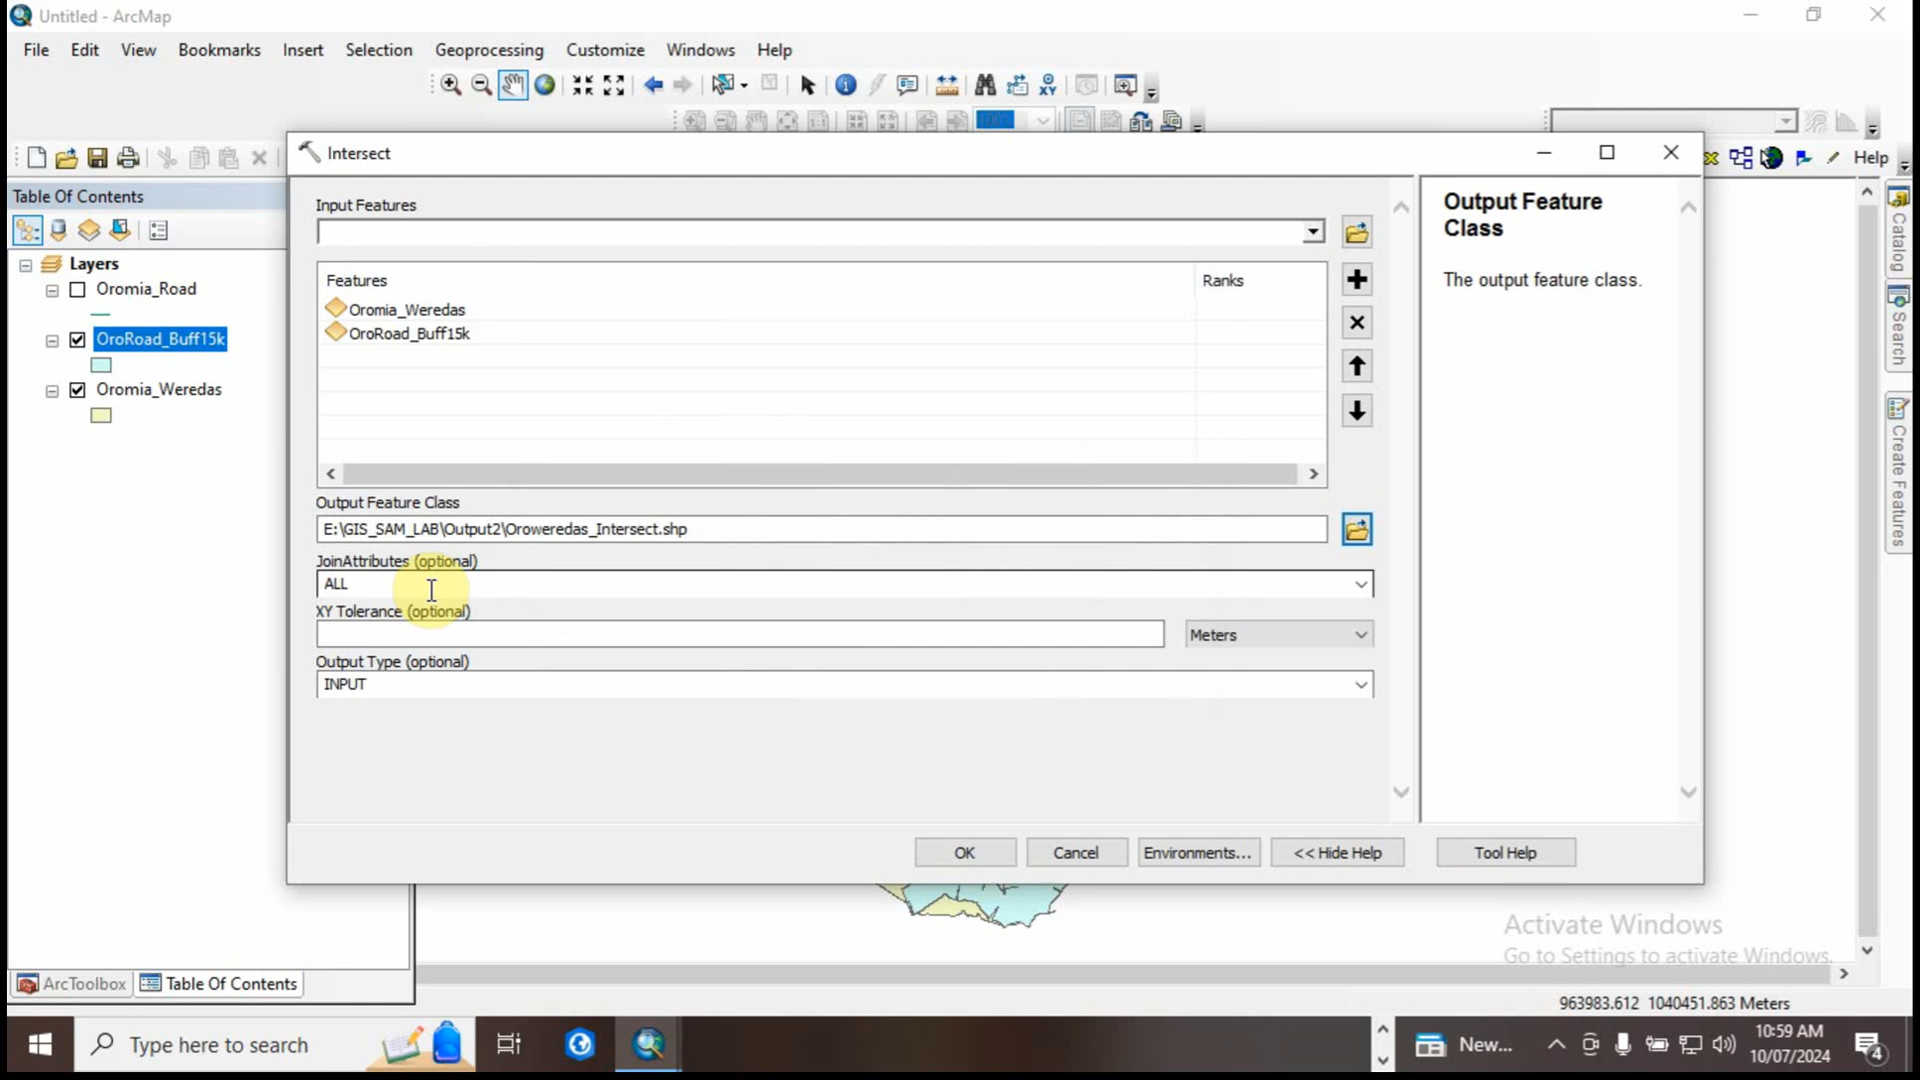 Untitled - ArcMap
File Edit View Bookmarks Insert Selection Geoprocessing Customize Windows Help
100%
Intersect
Help
Table Of Contents
Layers
Oromia_Road
OroRoad_Buff15k
Oromia_Weredas
Input Features
Features Ranks
Oromia_Weredas
OroRoad_Buff15k
Output Feature Class
E:\GIS_SAM_LAB\Output2\Oroweredas_Intersect.shp
JoinAttributes (optional)
ALL
XY Tolerance (optional)
Meters
Output Type (optional)
INPUT
OK Cancel Environments... << Hide Help Tool Help
Output Feature
Class
The output feature class.
Catalog
Search
Create Features
Activate Windows
Go to Settings to activate Windows.
ArcToolbox Table Of Contents
963983.612 1040451.863 Meters
Type here to search
New...
10:59 AM
10/07/2024
4